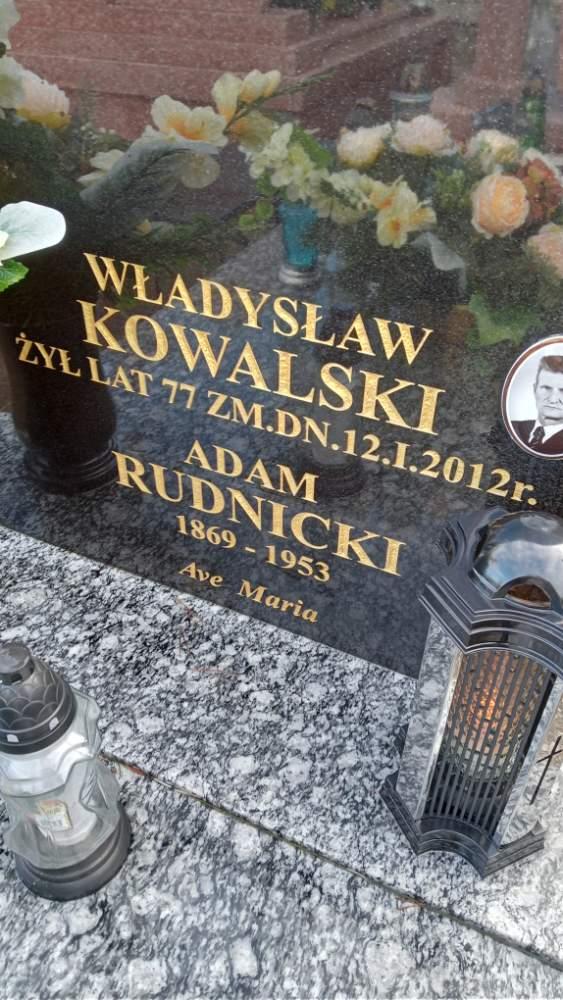 WŁADYSŁAW
KOWALSKI
ŻYŁ LAT 77 ZM.DN.12.I.2012r.
ADAM
RUDNICKI
1869 - 1953
Ave Maria